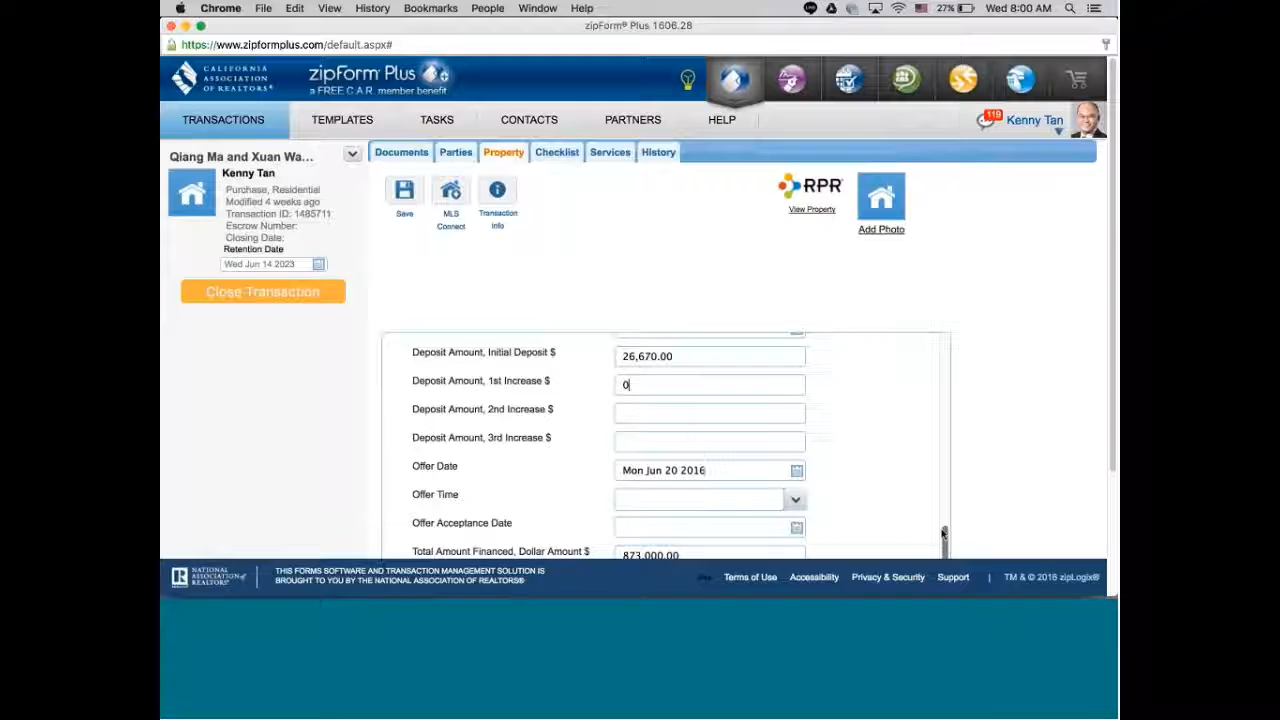 Chrome File Edit View History Bookmarks People Window Help 27% Wed 8:00 AM
zipForm® Plus 1606.28
https://www.zipformplus.com/default.aspx#
CALIFORNIA ASSOCIATION OF REALTORS®
zipForm Plus
a FREE C.A.R. member benefit
TRANSACTIONS TEMPLATES TASKS CONTACTS PARTNERS HELP 119 Kenny Tan
Qiang Ma and Xuan Wa...
Kenny Tan
Purchase, Residential
Modified 4 weeks ago
Transaction ID: 1485711
Escrow Number:
Closing Date:
Retention Date
Wed Jun 14 2023
Close Transaction
Documents Parties Property Checklist Services History
Save
MLS Connect
Transaction Info
RPR
View Property
Add Photo
Deposit Amount, Initial Deposit $ 26,670.00
Deposit Amount, 1st Increase $ 0
Deposit Amount, 2nd Increase $
Deposit Amount, 3rd Increase $
Offer Date Mon Jun 20 2016
Offer Time
Offer Acceptance Date
Total Amount Financed, Dollar Amount $ 873,000.00
NATIONAL ASSOCIATION of REALTORS®
THIS FORMS SOFTWARE AND TRANSACTION MANAGEMENT SOLUTION IS
BROUGHT TO YOU BY THE NATIONAL ASSOCIATION OF REALTORS®
Terms of Use Accessibility Privacy & Security Support | TM & © 2016 zipLogix®